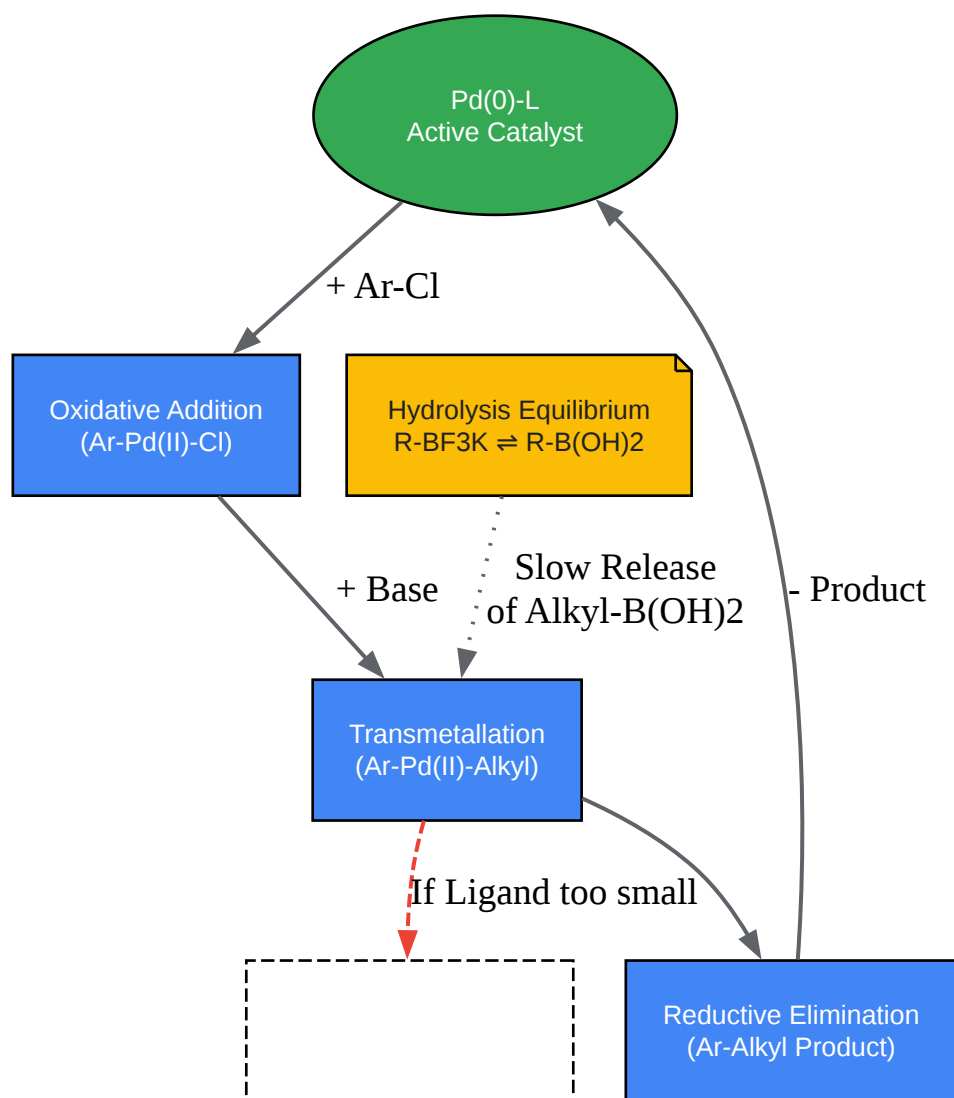 Pd(0)-L
Active Catalyst
+ Ar-Cl
Oxidative Addition
(Ar-Pd(II)-Cl)
Hydrolysis Equilibrium
R-BF3K ⇌ R-B(OH)2
+ Base
Slow Release
of Alkyl-B(OH)2
- Product
Transmetallation
(Ar-Pd(II)-Alkyl)
If Ligand too small
Reductive Elimination
(Ar-Alkyl Product)